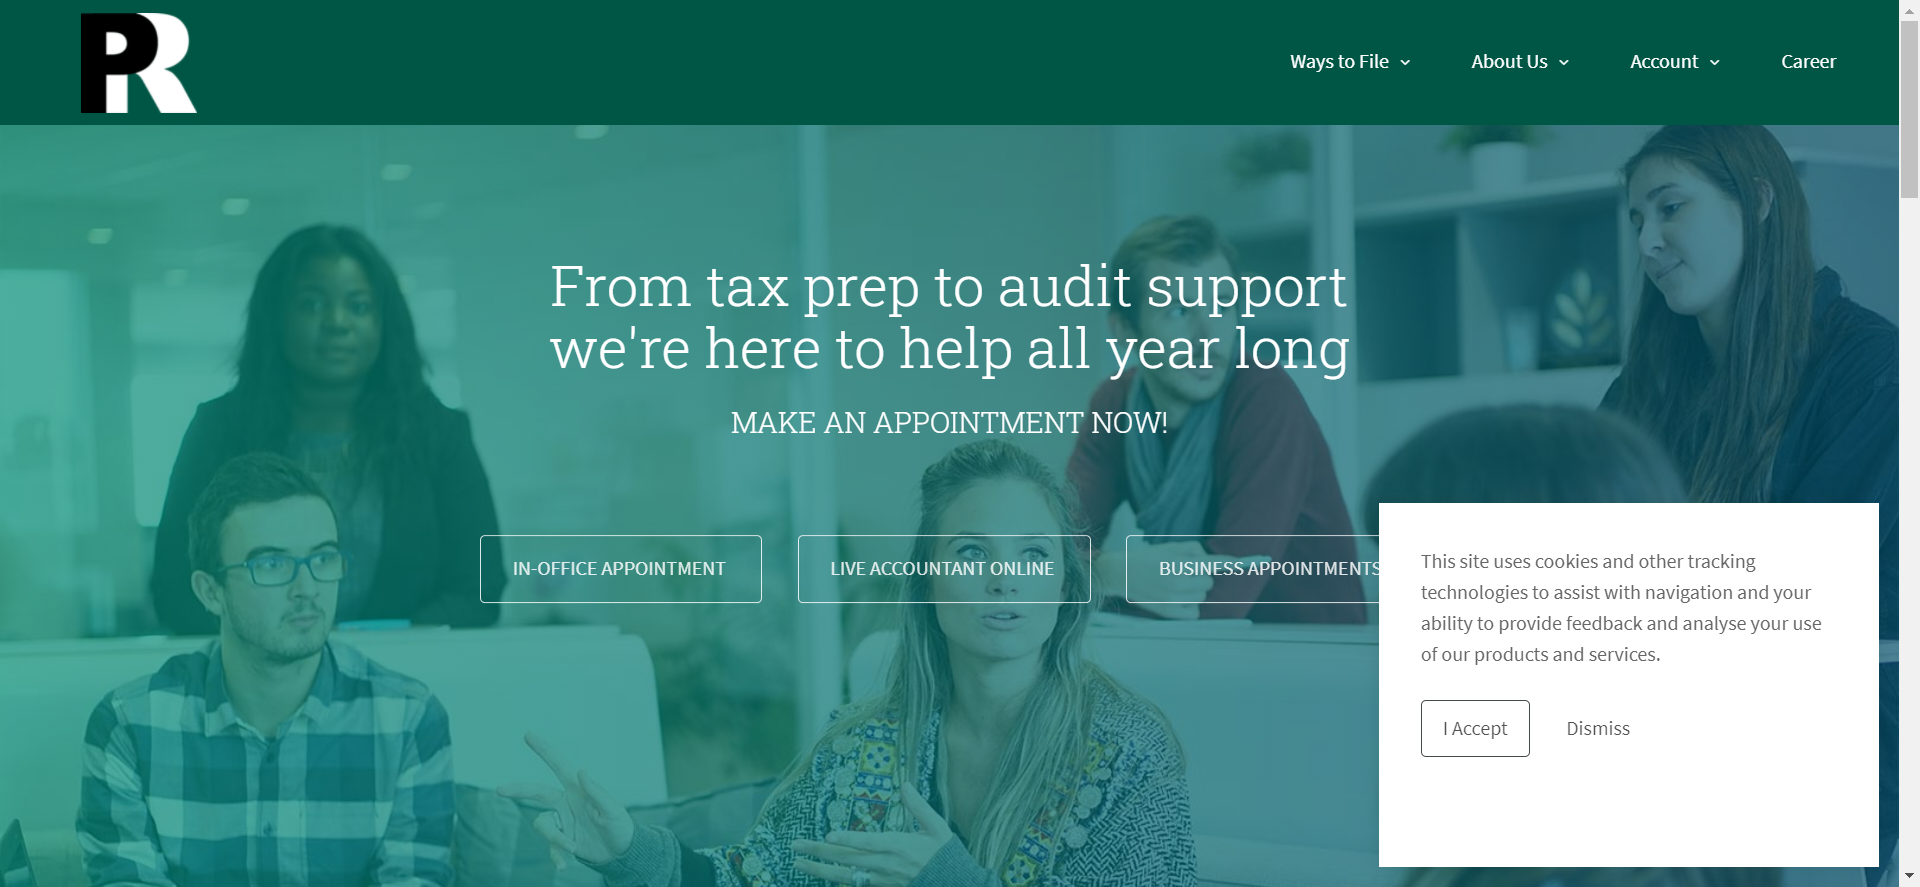 PR
Ways to File
About Us
Account
Career
From tax prep to audit support
we're here to help all year long
MAKE AN APPOINTMENT NOW!
IN-OFFICE APPOINTMENT
LIVE ACCOUNTANT ONLINE
BUSINESS APPOINTMENTS
This site uses cookies and other tracking
technologies to assist with navigation and your
ability to provide feedback and analyse your use
of our products and services.
I Accept
Dismiss